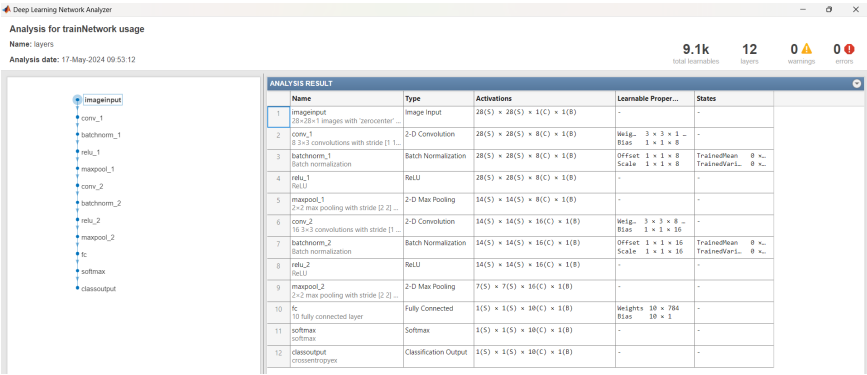 Deep Learning Network Analyzer
Analysis for trainNetwork usage
Name: layers
Analysis date: 17-May-2024 09:53:12
9.1k
total learnables
12
layers
0
warnings
0
errors
imageinput
conv_1
batchnorm_1
relu_1
maxpool_1
conv_2
batchnorm_2
relu_2
maxpool_2
fc
softmax
classoutput
ANALYSIS RESULT
Name Type Activations Learnable Proper... States
1 imageinput Image Input 28(S) × 28(S) × 1(C) × 1(B) - -
28×28×1 images with 'zerocenter' ...
2 conv_1 2-D Convolution 28(S) × 28(S) × 8(C) × 1(B) Weig… 3 × 3 × 1 … -
8 3×3 convolutions with stride [1 1... Bias 1 × 1 × 8
3 batchnorm_1 Batch Normalization 28(S) × 28(S) × 8(C) × 1(B) Offset 1 × 1 × 8 TrainedMean 0 ×…
Batch normalization Scale 1 × 1 × 8 TrainedVari… 0 ×…
4 relu_1 ReLU 28(S) × 28(S) × 8(C) × 1(B) - -
ReLU
5 maxpool_1 2-D Max Pooling 14(S) × 14(S) × 8(C) × 1(B) - -
2×2 max pooling with stride [2 2] ...
6 conv_2 2-D Convolution 14(S) × 14(S) × 16(C) × 1(B) Weig… 3 × 3 × 8 … -
16 3×3 convolutions with stride [1 ... Bias 1 × 1 × 16
7 batchnorm_2 Batch Normalization 14(S) × 14(S) × 16(C) × 1(B) Offset 1 × 1 × 16 TrainedMean 0 ×…
Batch normalization Scale 1 × 1 × 16 TrainedVari… 0 ×…
8 relu_2 ReLU 14(S) × 14(S) × 16(C) × 1(B) - -
ReLU
9 maxpool_2 2-D Max Pooling 7(S) × 7(S) × 16(C) × 1(B) - -
2×2 max pooling with stride [2 2] ...
10 fc Fully Connected 1(S) × 1(S) × 10(C) × 1(B) Weights 10 × 784 -
10 fully connected layer Bias 10 × 1
11 softmax Softmax 1(S) × 1(S) × 10(C) × 1(B) - -
softmax
12 classoutput Classification Output 1(S) × 1(S) × 10(C) × 1(B) - -
crossentropyex